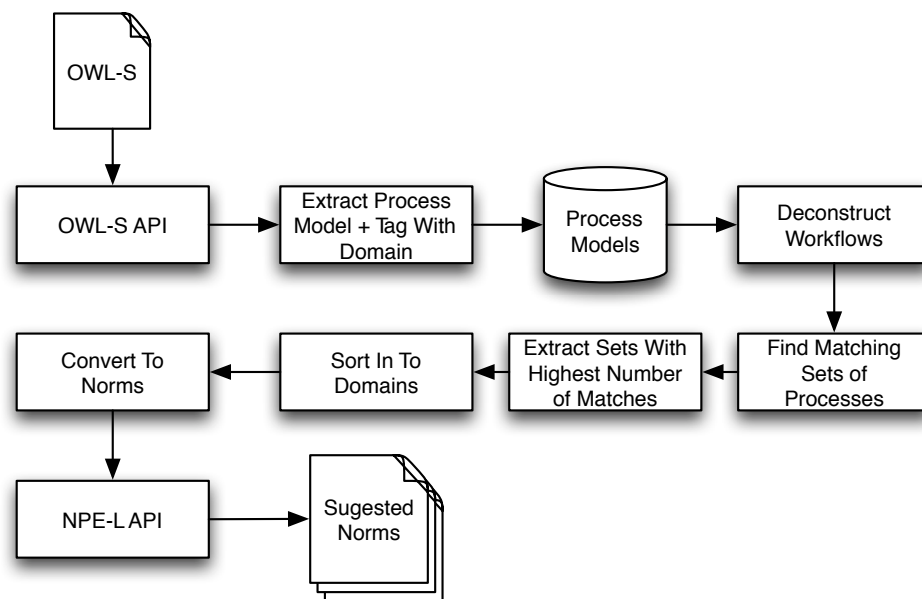 OWL-S
OWL-S API
Extract Process
Model + Tag With
Domain
Process
Models
Deconstruct
Workflows
Convert To
Norms
Sort In To
Domains
Extract Sets With
Highest Number
of Matches
Find Matching
Sets of
Processes
NPE-L API
Sugested
Norms